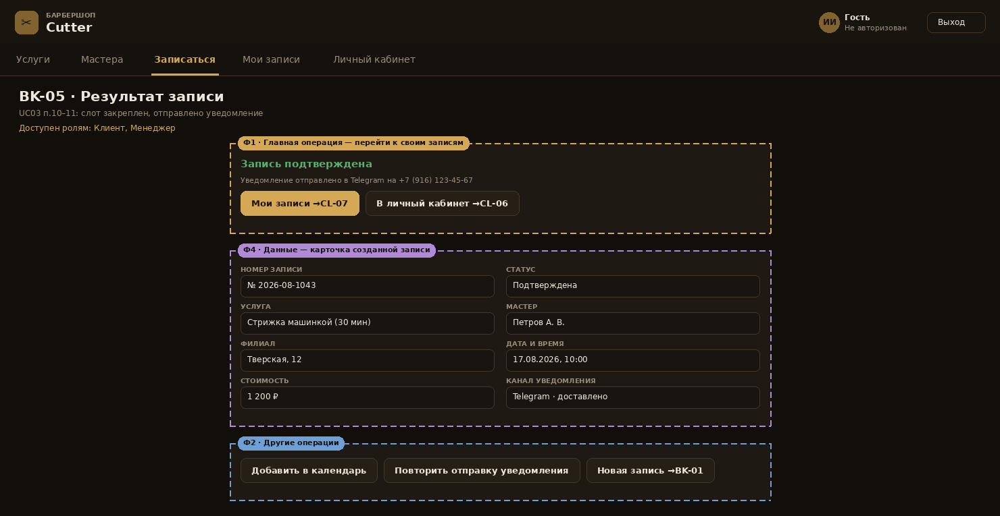 БАРБЕРШОП
Cutter
ИИ
Гость
Не авторизован
Выход
Услуги
Мастера
Записаться
Мои записи
Личный кабинет
BK-05 · Результат записи
UC03 п.10–11: слот закреплен, отправлено уведомление
Доступен ролям: Клиент, Менеджер
Ф1 · Главная операция — перейти к своим записям
Запись подтверждена
Уведомление отправлено в Telegram на +7 (916) 123-45-67
Мои записи →CL-07
В личный кабинет →CL-06
Ф4 · Данные — карточка созданной записи
НОМЕР ЗАПИСИ
СТАТУС
№ 2026-08-1043
Подтверждена
УСЛУГА
МАСТЕР
Стрижка машинкой (30 мин)
Петров А. В.
ФИЛИАЛ
ДАТА И ВРЕМЯ
Тверская, 12
17.08.2026, 10:00
СТОИМОСТЬ
КАНАЛ УВЕДОМЛЕНИЯ
1 200 ₽
Telegram · доставлено
Ф2 · Другие операции
Добавить в календарь
Повторить отправку уведомления
Новая запись →BK-01